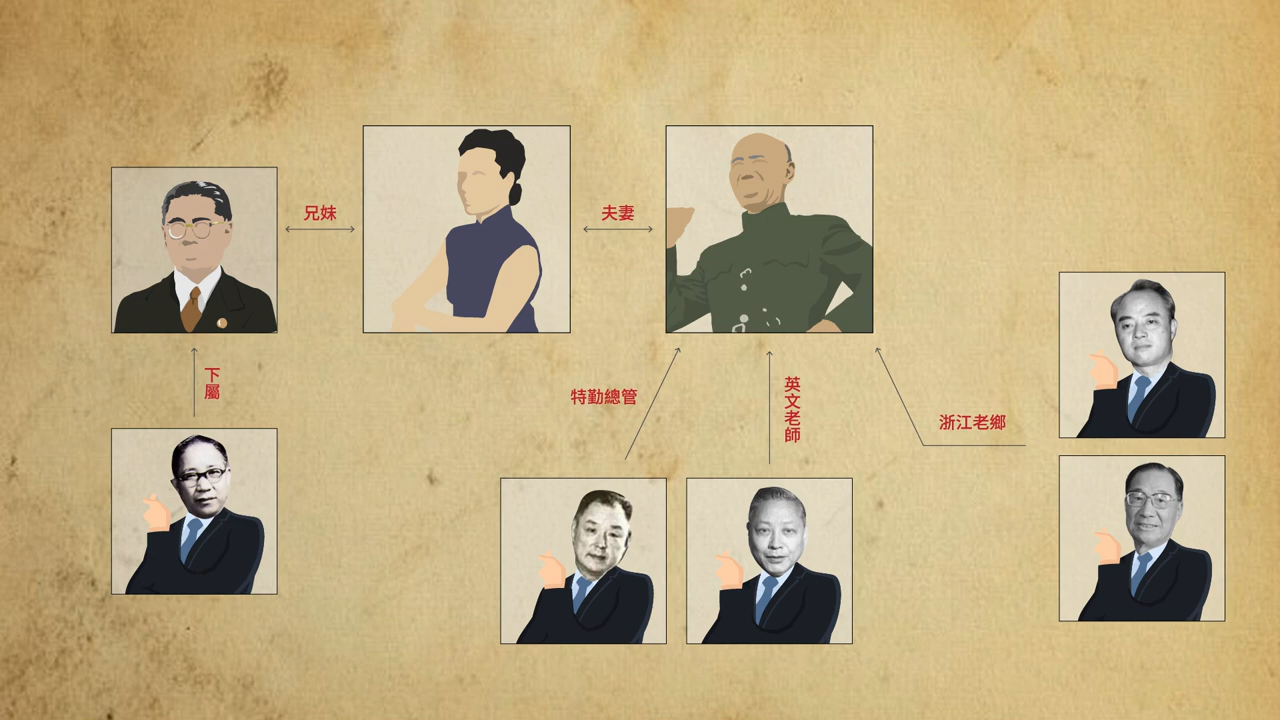 兄妹
夫妻
下屬
特勤總管
英文老師
浙江老鄉